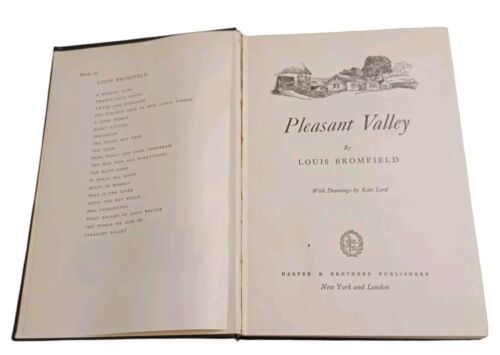 Books by
LOUIS BROMFIELD
A MODERN HERO
TWENTY-FOUR HOURS
AWAKE AND REHEARSE
THE STRANGE CASE OF MISS ANNIE SPRAGG
A GOOD WOMAN
EARLY AUTUMN
POSSESSION
THE GREEN BAY TREE
THE FARM
HERE TODAY AND GONE TOMORROW
THE MAN WHO HAD EVERYTHING
THE RAINS CAME
IT TAKES ALL KINDS
NIGHT IN BOMBAY
WILD IS THE RIVER
UNTIL THE DAY BREAK
MRS. PARKINGTON
WHAT BECAME OF ANNA BOLTON
THE WORLD WE LIVE IN
PLEASANT VALLEY
Pleasant Valley
By
LOUIS BROMFIELD
With Drawings by Kate Lord
HARPER & BROTHERS PUBLISHERS
New York and London